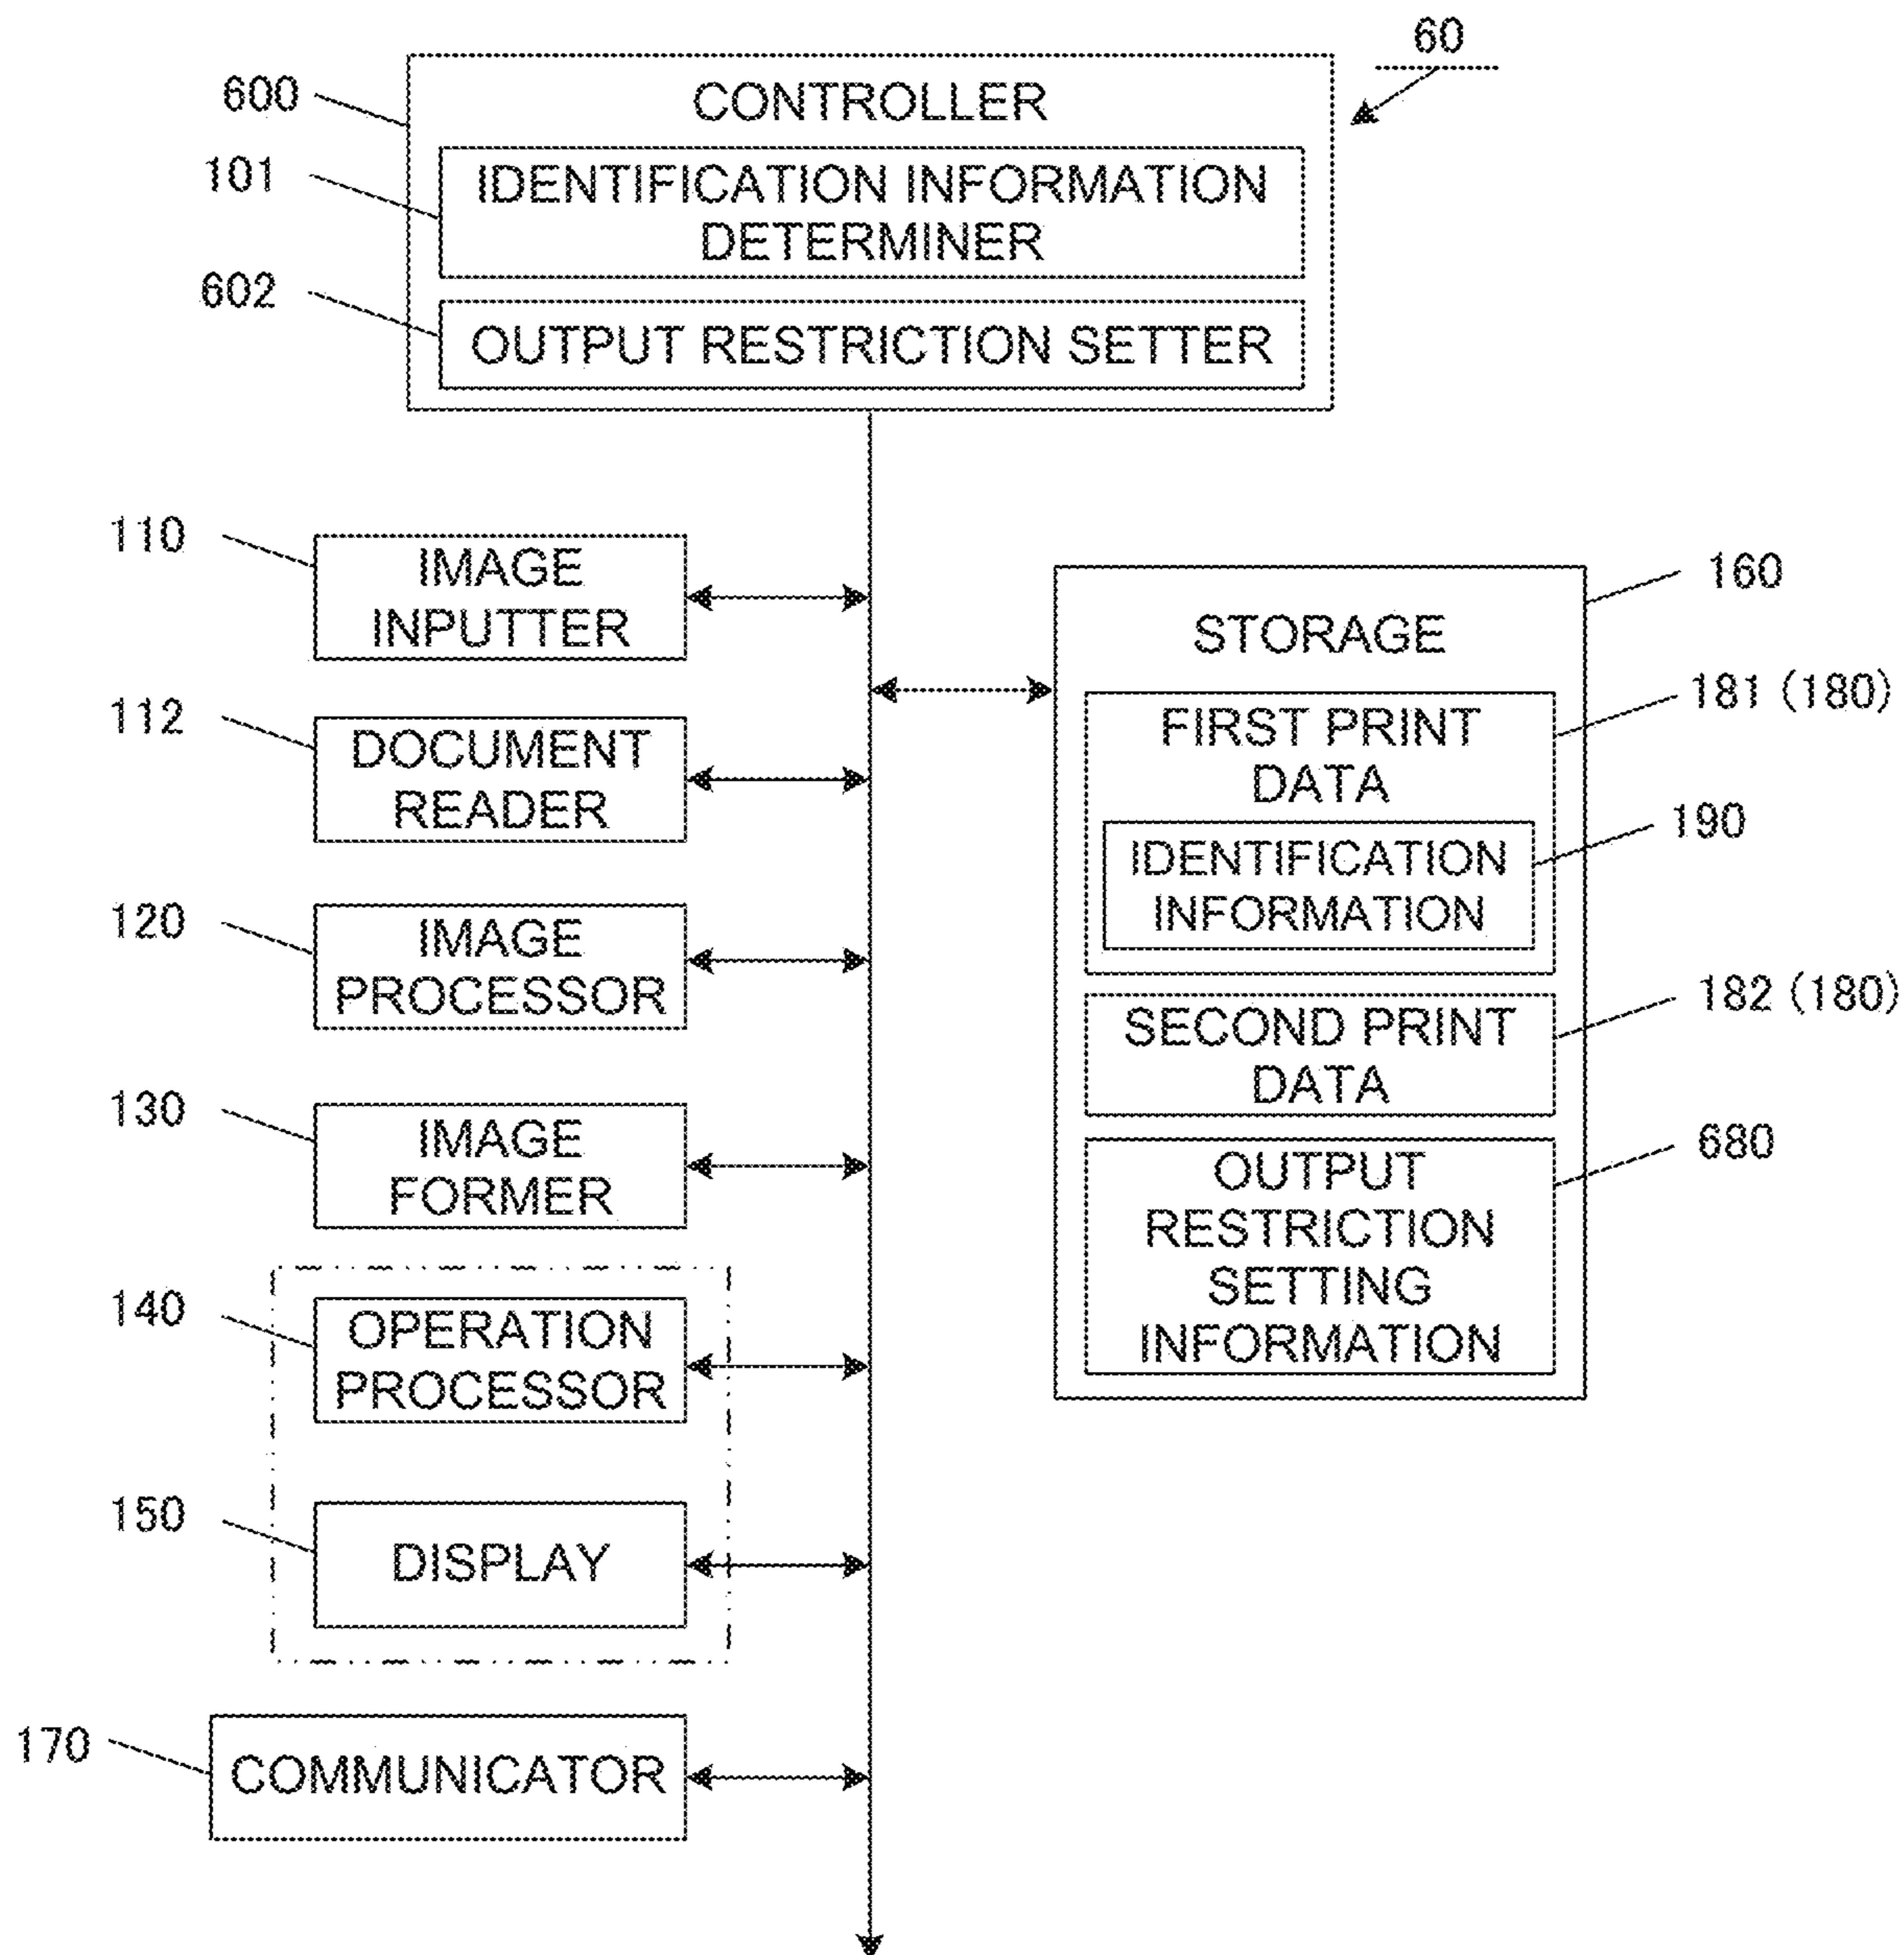 60
600
CONTROLLER
101
IDENTIFICATION INFORMATION
DETERMINER
602
OUTPUT RESTRICTION SETTER
110
IMAGE
INPUTTER
112
DOCUMENT
READER
120
IMAGE
PROCESSOR
130
IMAGE
FORMER
140
OPERATION
PROCESSOR
150
DISPLAY
170
COMMUNICATOR
160
STORAGE
181 (180)
FIRST PRINT
DATA
190
IDENTIFICATION
INFORMATION
182 (180)
SECOND PRINT
DATA
680
OUTPUT
RESTRICTION
SETTING
INFORMATION